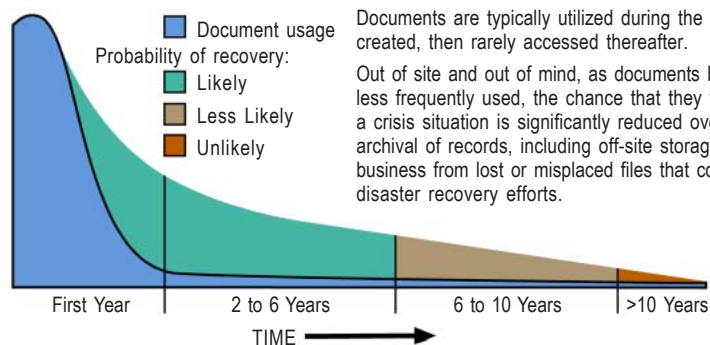 Document usage
Probability of recovery:
Likely
Less Likely
Unlikely
Documents are typically utilized during the
created, then rarely accessed thereafter.
Out of site and out of mind, as documents
less frequently used, the chance that they
a crisis situation is significantly reduced
archival of records, including off-site
business from lost or misplaced files that
disaster recovery efforts.
First Year
2 to 6 Years
6 to 10 Years
>10 Years
TIME